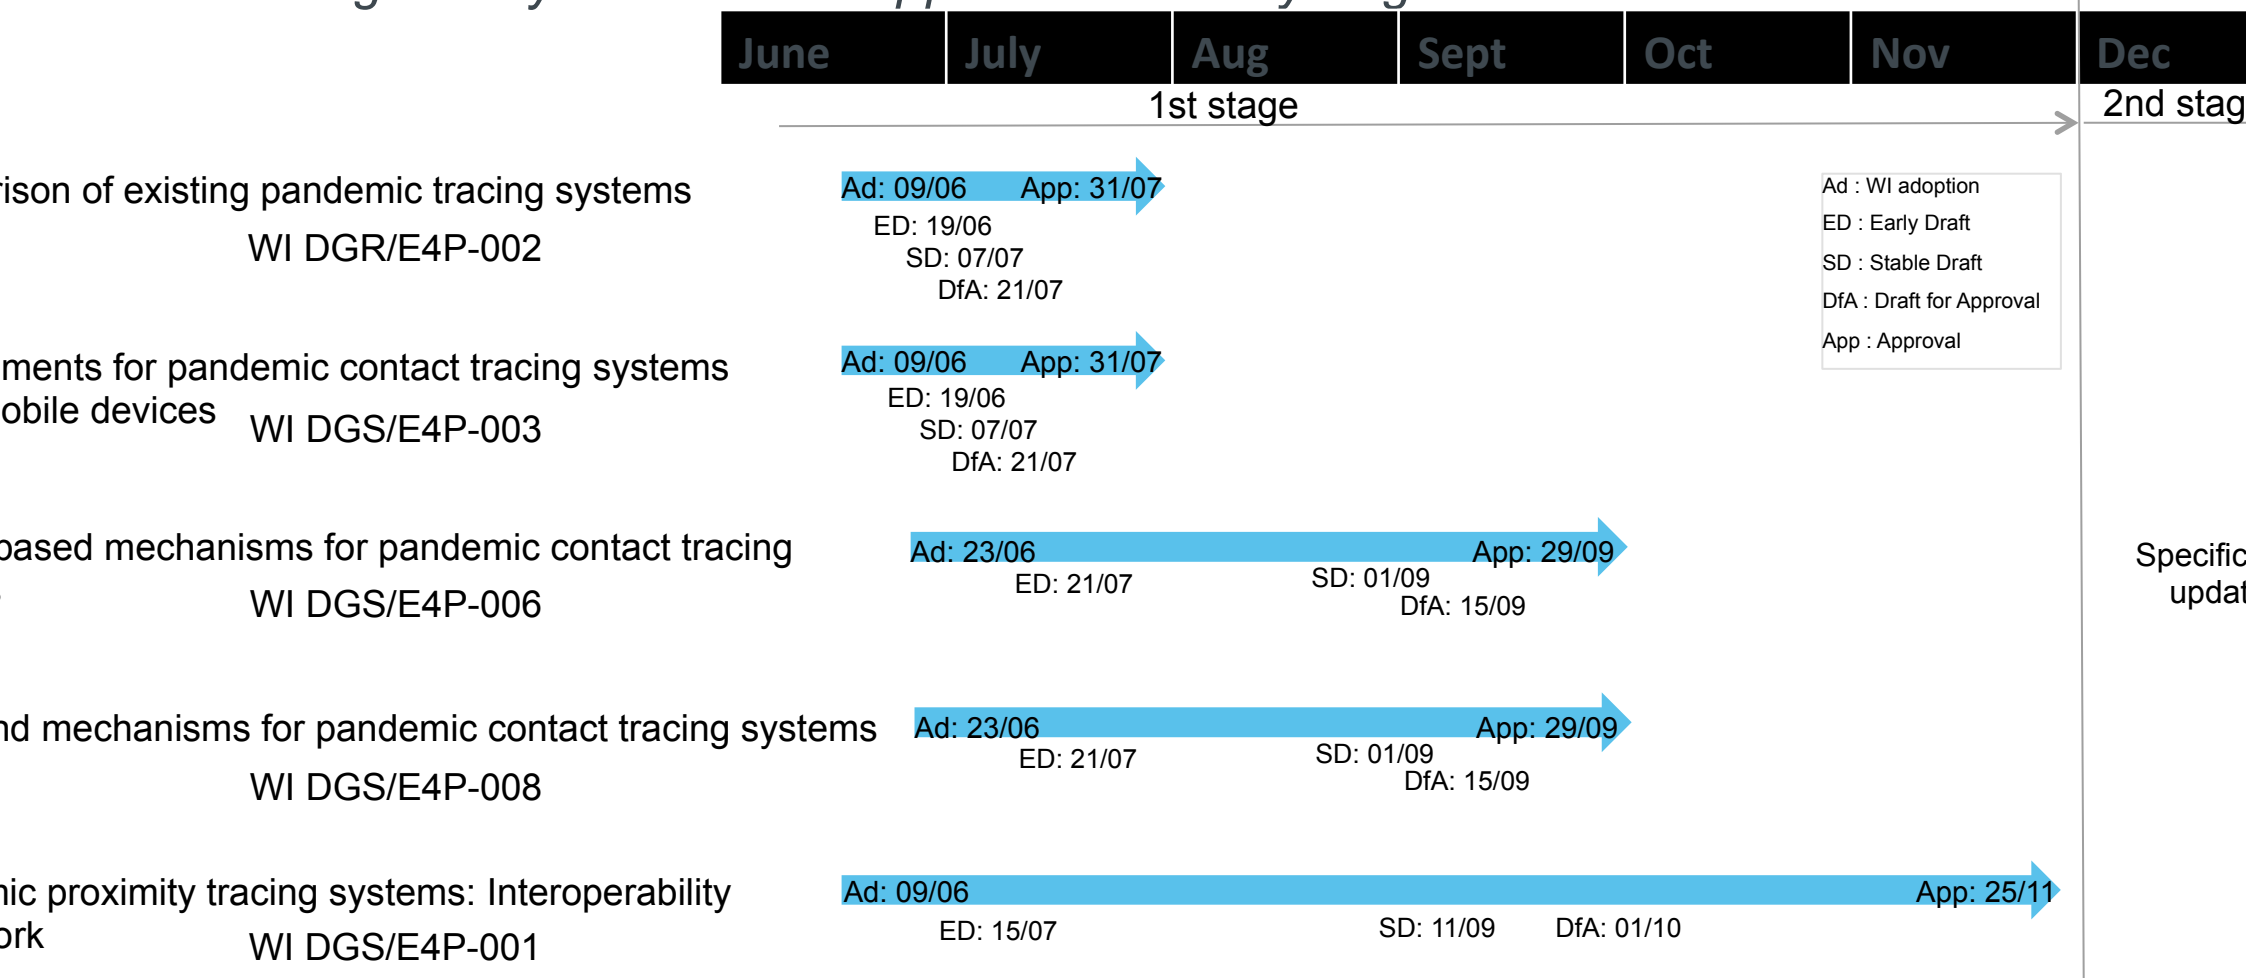 June July Aug Sept Oct Nov Dec
1st stage
2nd stag
rison of existing pandemic tracing systems
WI DGR/E4P-002
Ad: 09/06 App: 31/07
ED: 19/06
SD: 07/07
DfA: 21/07
Ad : WI adoption
ED : Early Draft
SD : Stable Draft
DfA : Draft for Approval
App : Approval
ments for pandemic contact tracing systems
obile devices
WI DGS/E4P-003
Ad: 09/06 App: 31/07
ED: 19/06
SD: 07/07
DfA: 21/07
based mechanisms for pandemic contact tracing
WI DGS/E4P-006
Ad: 23/06 App: 29/09
ED: 21/07
SD: 01/09
DfA: 15/09
Specific
updat
nd mechanisms for pandemic contact tracing systems
WI DGS/E4P-008
Ad: 23/06 App: 29/09
ED: 21/07
SD: 01/09
DfA: 15/09
nic proximity tracing systems: Interoperability
ork
WI DGS/E4P-001
Ad: 09/06 App: 25/11
ED: 15/07
SD: 11/09
DfA: 01/10